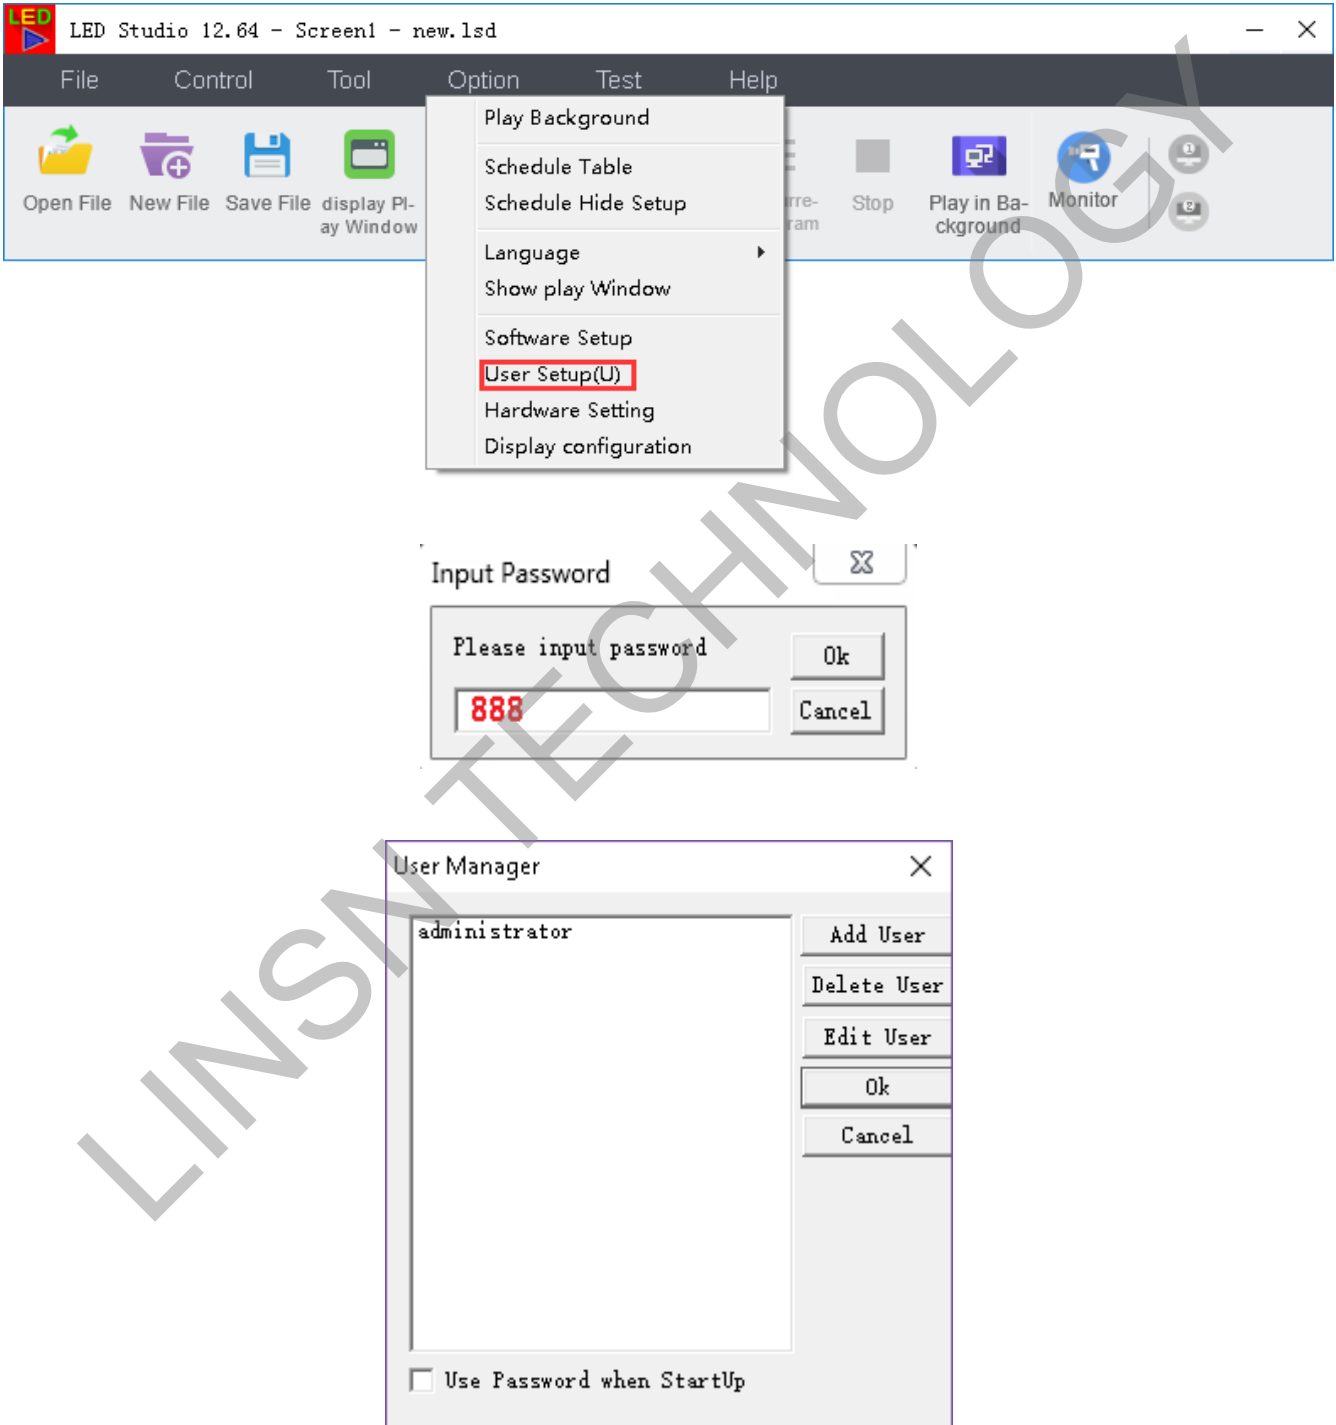 LED
LED Studio 12.64 - Screen1 - new.lsd
File Control Tool Option Test Help
Open File New File Save File display Pl-
ay Window
Stop Play in Ba-
ckground
Monitor
1
2
Play Background
Schedule Table
Schedule Hide Setup
Language
Show play Window
Software Setup
User Setup(U)
Hardware Setting
Display configuration
Input Password
Please input password
Ok
888
Cancel
User Manager
administrator
Add User
Delete User
Edit User
Ok
Cancel
Use Password when StartUp
LINSN TECHNOLOGY